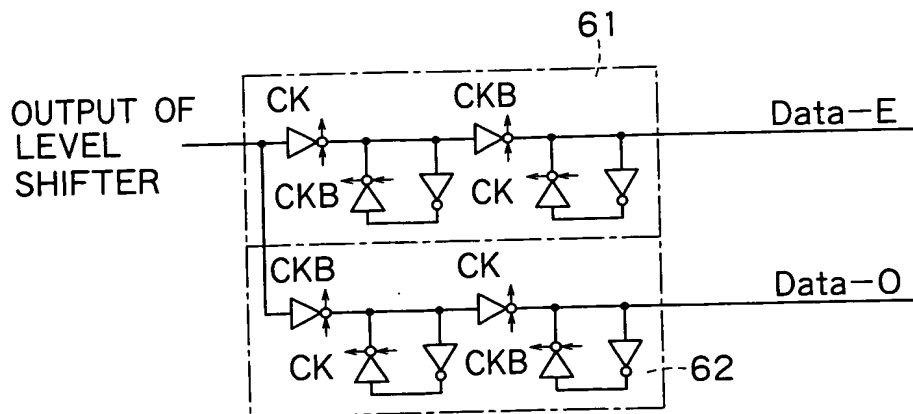 61
CK
CKB
OUTPUT OF
LEVEL
SHIFTER
Data-E
CKB
CK
CKB
CK
Data-O
CK
CKB
62